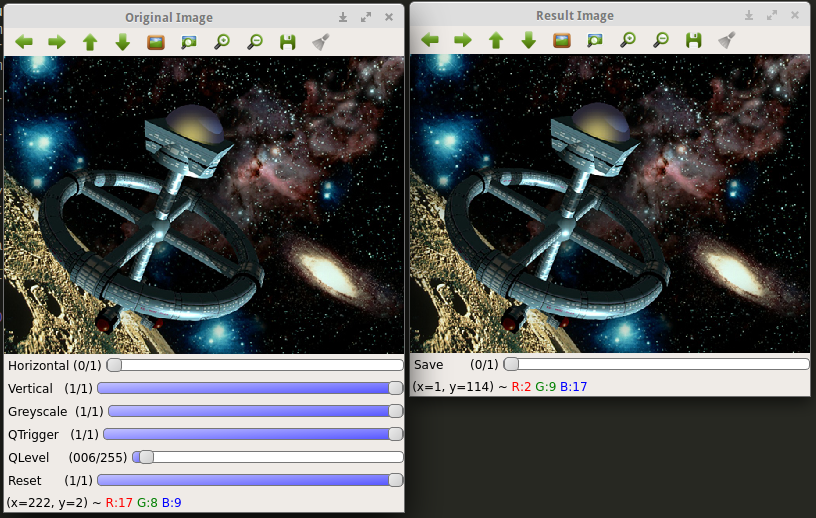 Original Image
Horizontal (0/1)
Vertical (1/1)
Greyscale (1/1)
QTrigger (1/1)
QLevel (006/255)
Reset (1/1)
(x=222, y=2) ~ R:17 G:8 B:9
Result Image
Save (0/1)
(x=1, y=114) ~ R:2 G:9 B:17